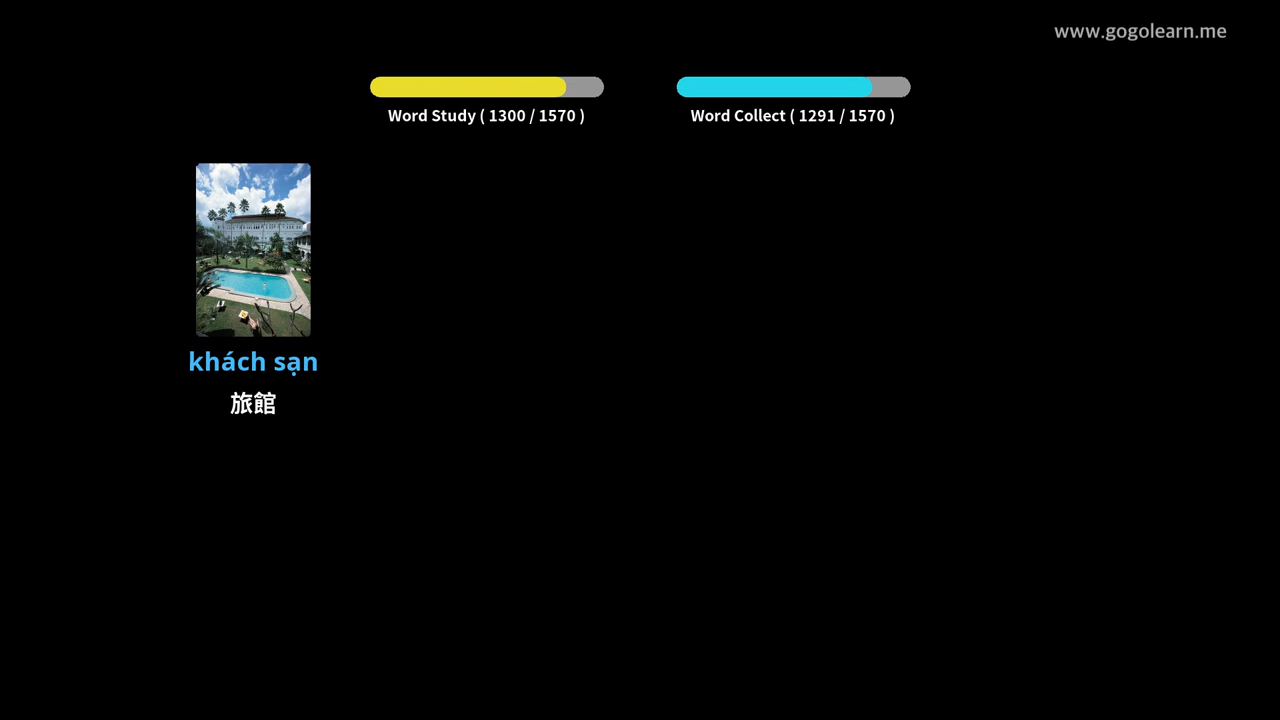 www.gogolearn.me
Word Study ( 1300 / 1570 )
Word Collect ( 1291 / 1570 )
khách sạn
旅館